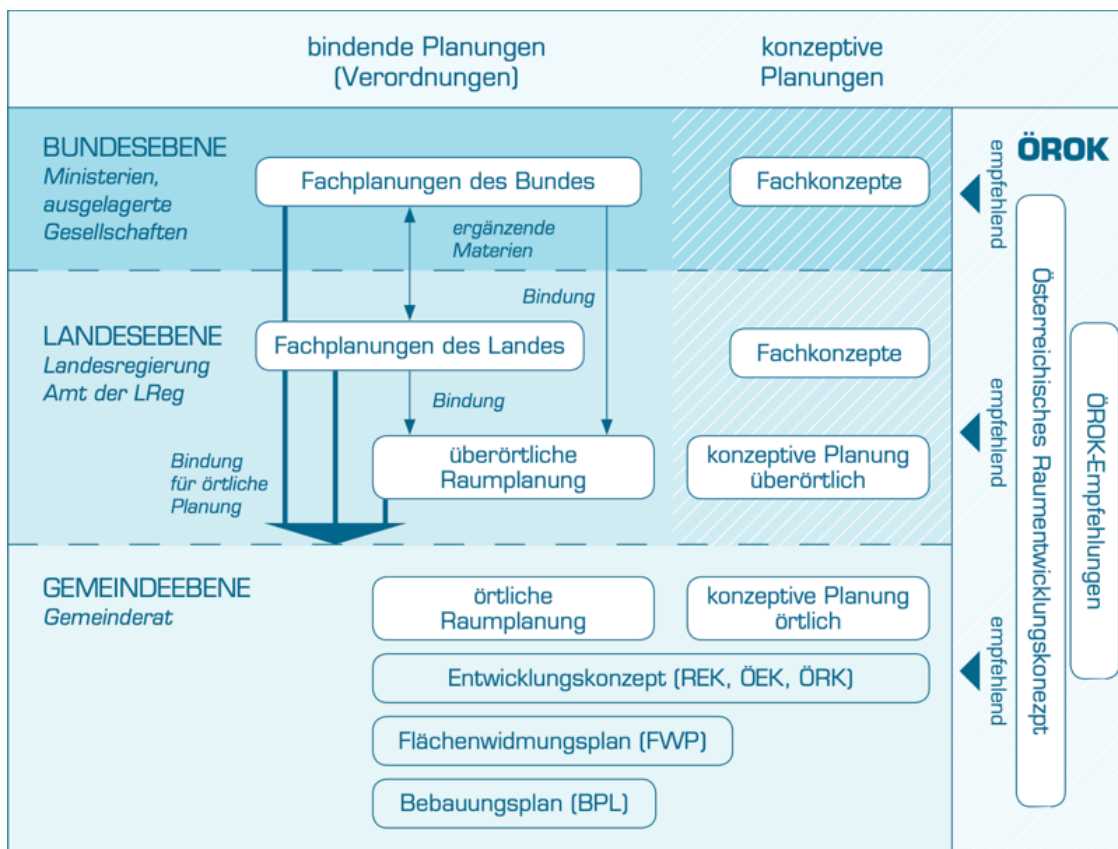 bindende Planungen
(Verordnungen)
konzeptive
Planungen
BUNDESEBENE
Ministerien,
ausgelagerte
Gesellschaften
Fachplanungen des Bundes
Fachkonzepte
ergänzende
Materien
Bindung
LANDESEBENE
Landesregierung
Amt der LReg
Fachplanungen des Landes
Fachkonzepte
Bindung
überörtliche
Raumplanung
konzeptive Planung
überörtlich
Bindung
für örtliche
Planung
GEMEINDEEBENE
Gemeinderat
örtliche
Raumplanung
konzeptive Planung
örtlich
Entwicklungskonzept (REK, ÖEK, ÖRK)
Flächenwidmungsplan (FWP)
Bebauungsplan (BPL)
ÖROK
empfehlend
empfehlend
empfehlend
Österreichisches Raumentwicklungskonezpt
ÖROK-Empfehlungen